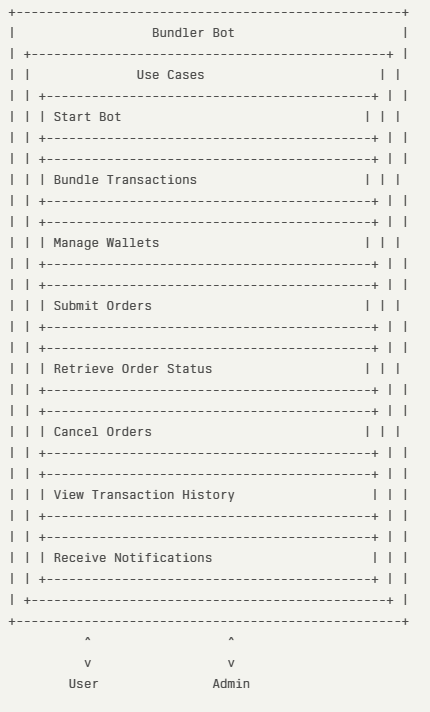 Bundler Bot
Use Cases
Start Bot
Bundle Transactions
Manage Wallets
Submit Orders
Retrieve Order Status
Cancel Orders
View Transaction History
Receive Notifications
^ ^
v v
User Admin